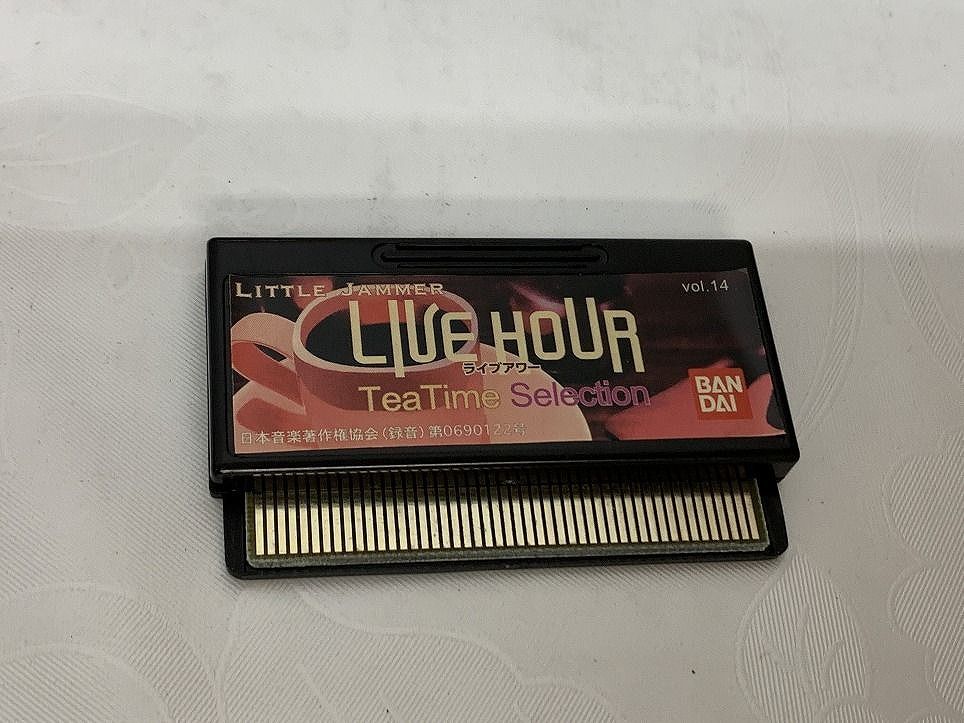 LITTLE JAMMER
vol.14
LIVE HOUR
ライブアワー
TeaTime Selection
BAN
DAI
日本音楽著作権協会(録音)第0690122号